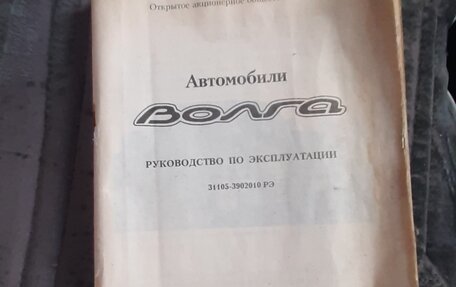 Открытое акционерное
Автомобили
Волга
РУКОВОДСТВО ПО ЭКСПЛУАТАЦИИ
31105-3902010 РЭ